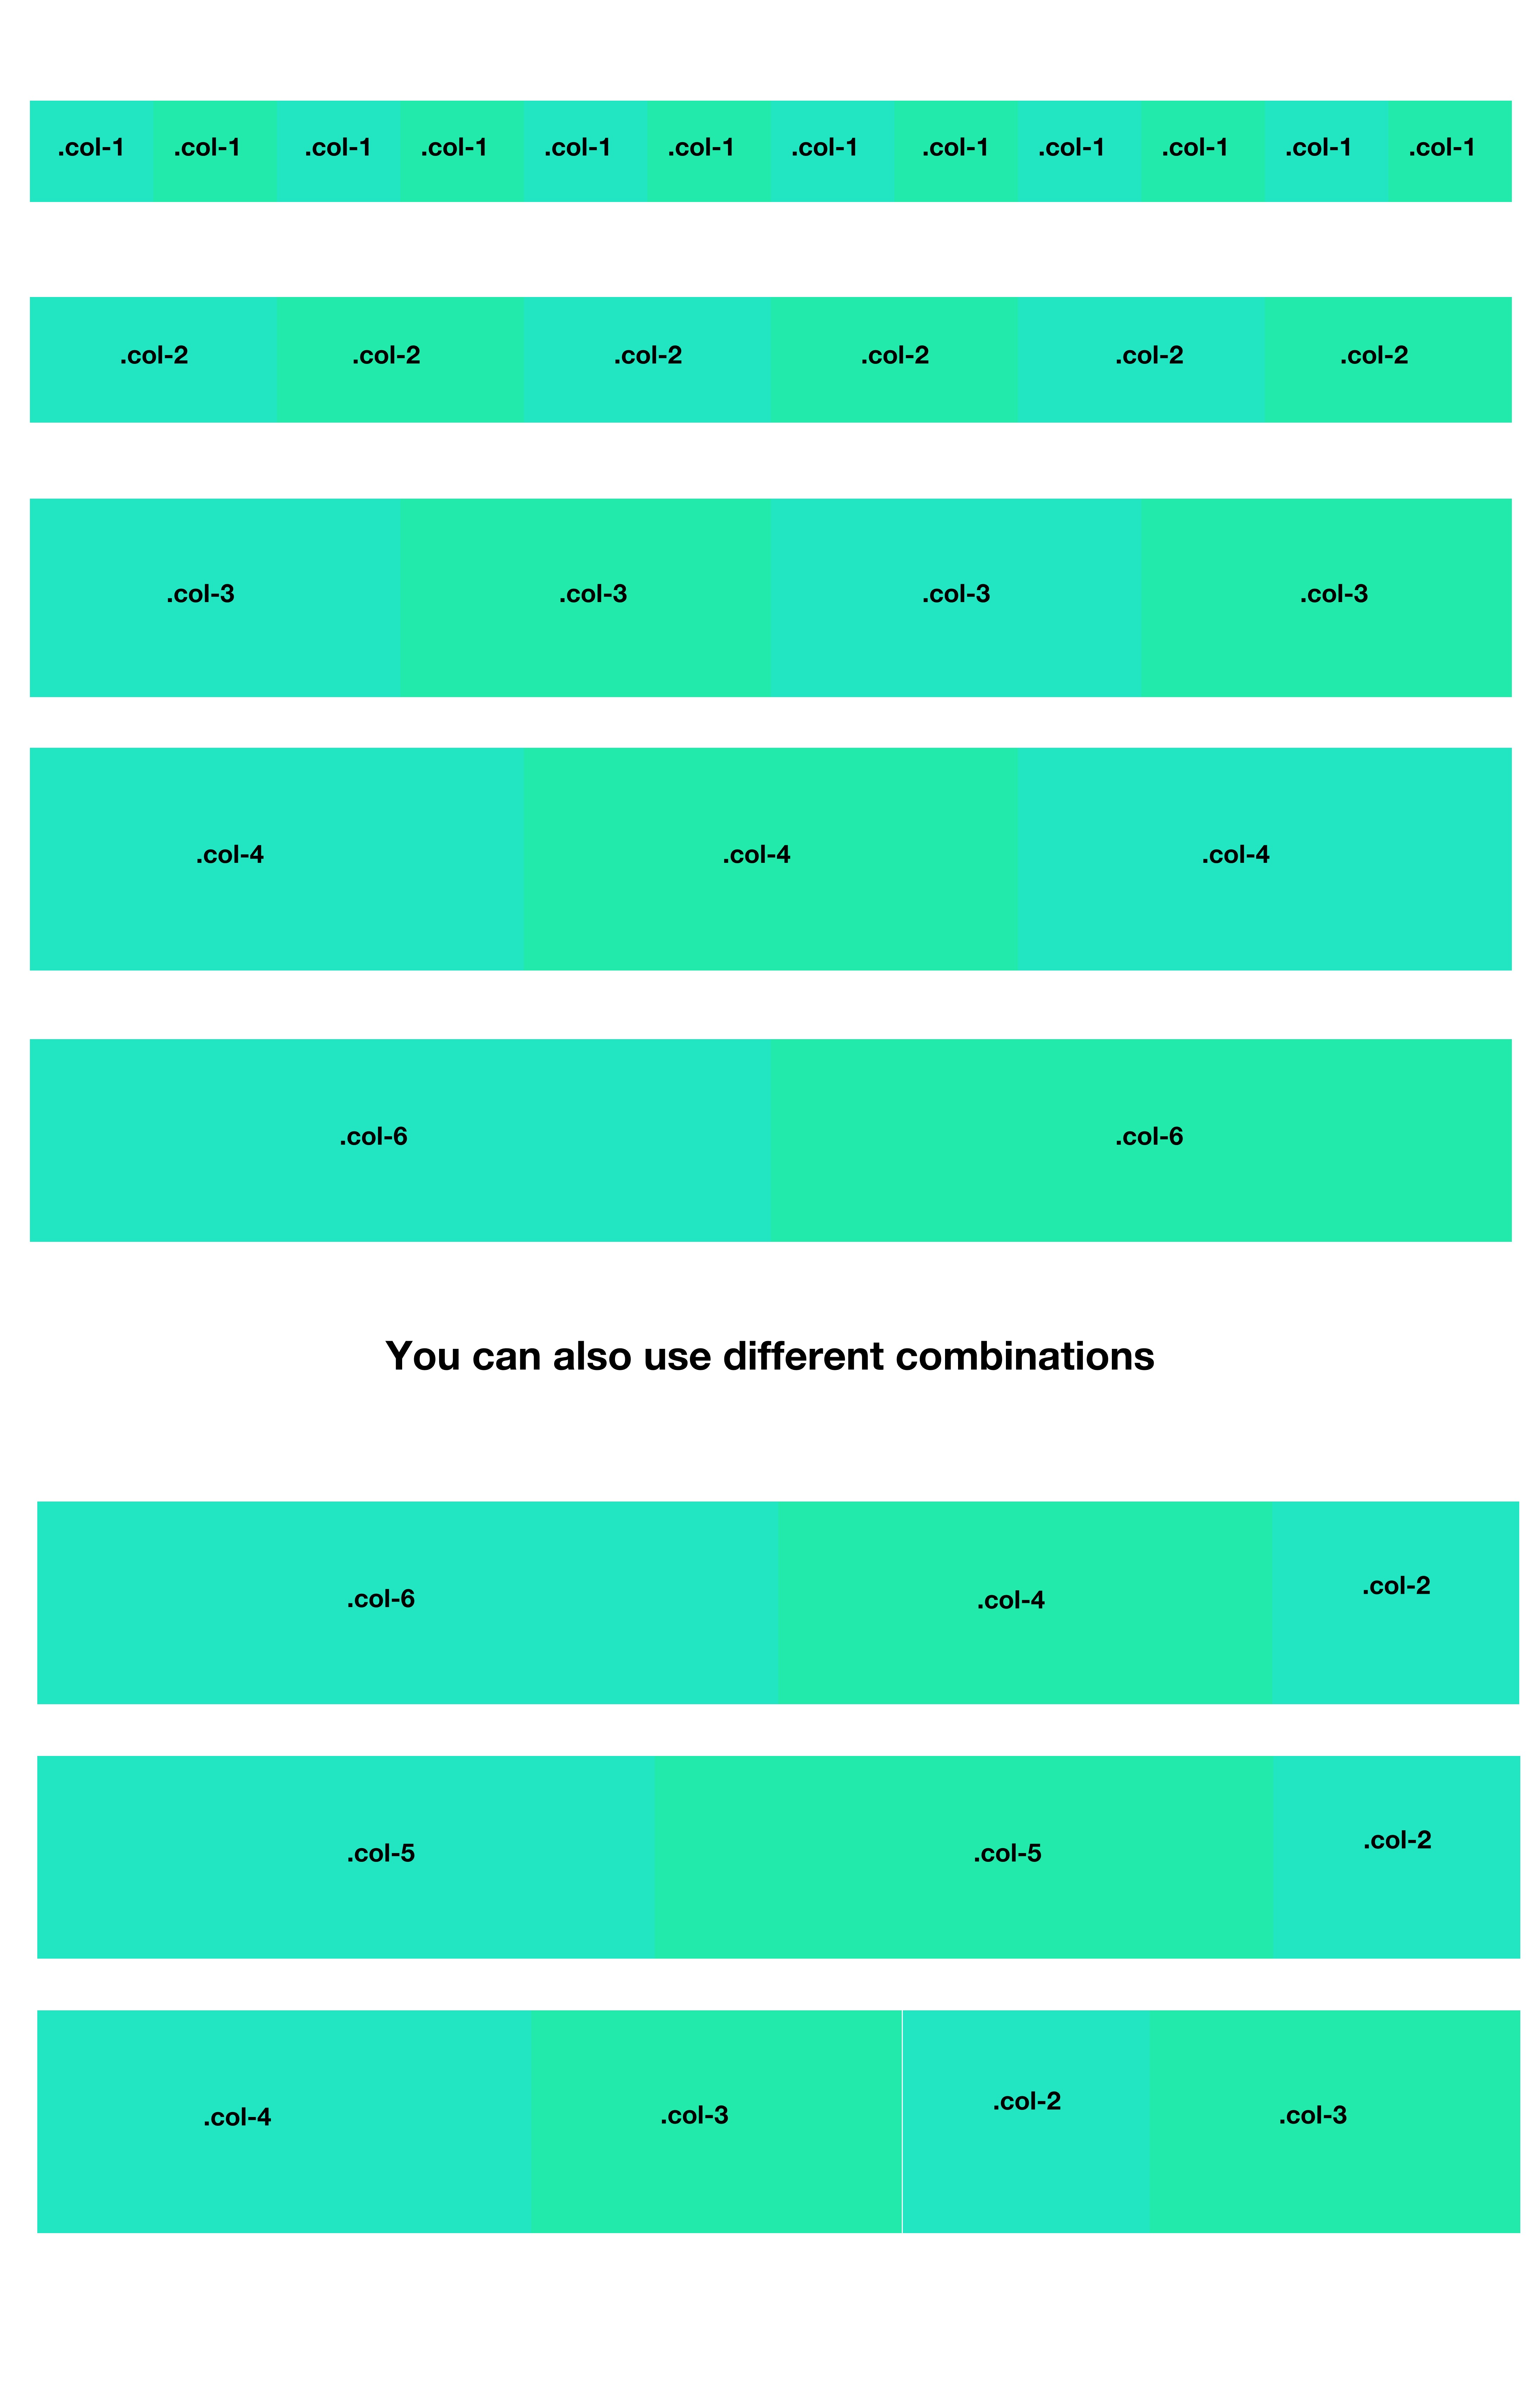 .col-1 .col-1 .col-1 .col-1 .col-1 .col-1 .col-1 .col-1 .col-1 .col-1 .col-1 .col-1
.col-2 .col-2 .col-2 .col-2 .col-2 .col-2
.col-3 .col-3 .col-3 .col-3
.col-4 .col-4 .col-4
.col-6 .col-6
You can also use different combinations
.col-6 .col-4 .col-2
.col-5 .col-5 .col-2
.col-4 .col-3 .col-2 .col-3